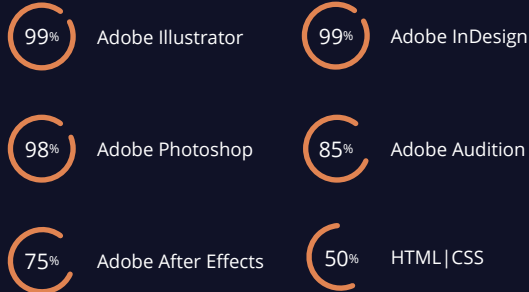 99% Adobe Illustrator
99% Adobe InDesign
98% Adobe Photoshop
85% Adobe Audition
75% Adobe After Effects
50% HTML|CSS